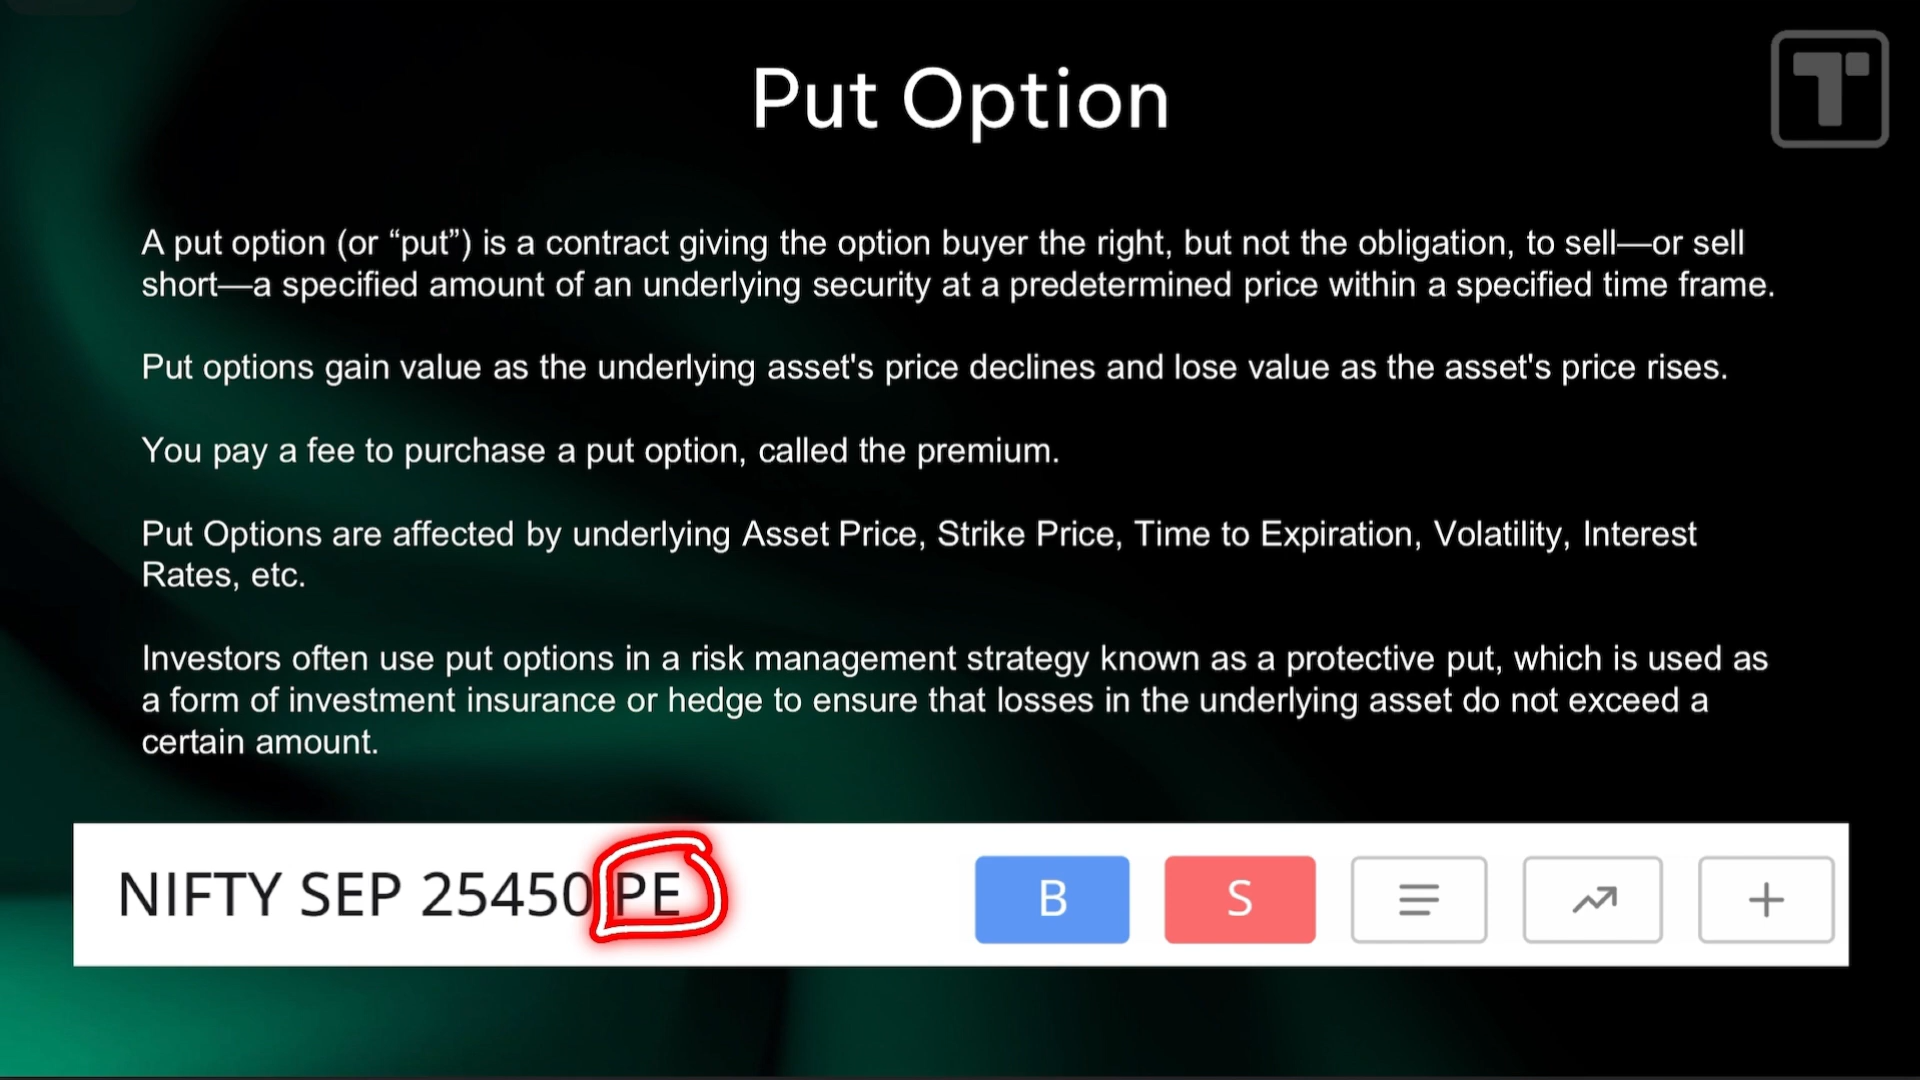 Put Option
T
A put option (or “put”) is a contract giving the option buyer the right, but not the obligation, to sell—or sell
short—a specified amount of an underlying security at a predetermined price within a specified time frame.
Put options gain value as the underlying asset's price declines and lose value as the asset's price rises.
You pay a fee to purchase a put option, called the premium.
Put Options are affected by underlying Asset Price, Strike Price, Time to Expiration, Volatility, Interest
Rates, etc.
Investors often use put options in a risk management strategy known as a protective put, which is used as
a form of investment insurance or hedge to ensure that losses in the underlying asset do not exceed a
certain amount.
NIFTY SEP 25450 PE B S